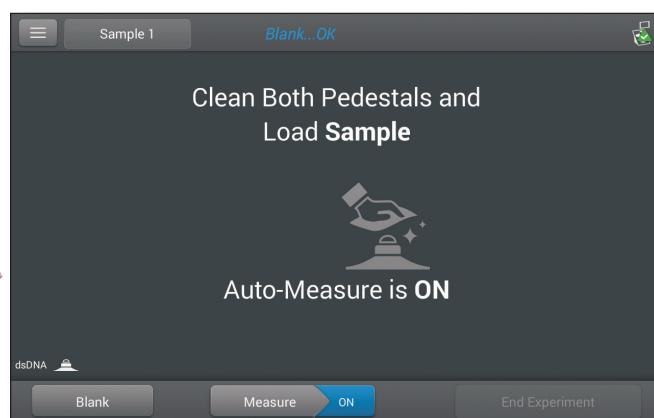 Sample 1
Blank...OK
Clean Both Pedestals and
Load Sample
Auto-Measure is ON
dsDNA
Blank
Measure
ON
End Experiment